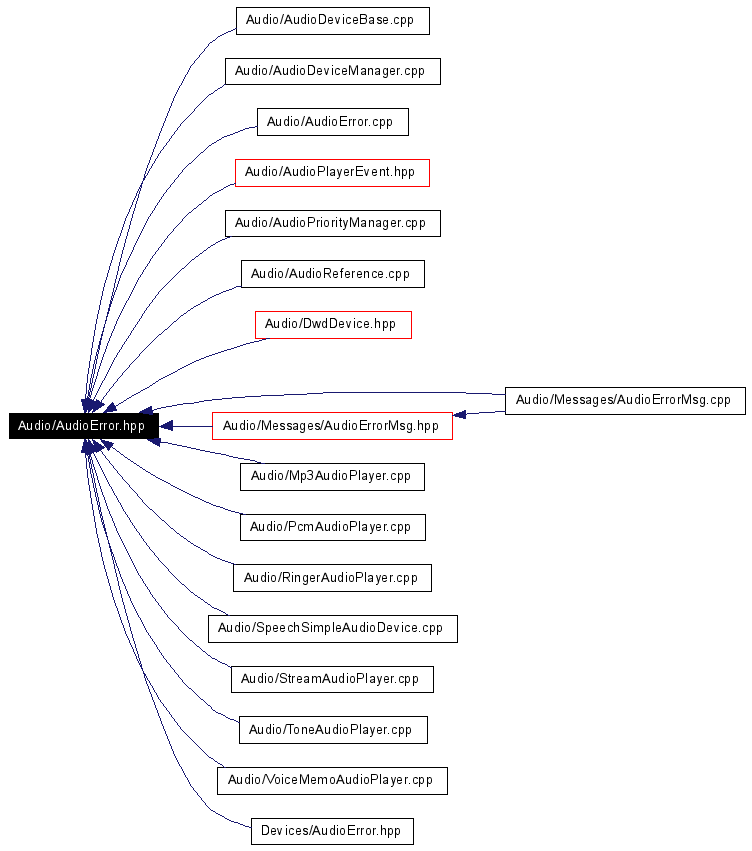 Audio/AudioDeviceBase.cpp
Audio/AudioDeviceManager.cpp
Audio/AudioError.cpp
Audio/AudioPlayerEvent.hpp
Audio/AudioPriorityManager.cpp
Audio/AudioReference.cpp
Audio/DwdDevice.hpp
Audio/Messages/AudioErrorMsg.cpp
Audio/AudioError.hpp
Audio/Messages/AudioErrorMsg.hpp
Audio/Mp3AudioPlayer.cpp
Audio/PcmAudioPlayer.cpp
Audio/RingerAudioPlayer.cpp
Audio/SpeechSimpleAudioDevice.cpp
Audio/StreamAudioPlayer.cpp
Audio/ToneAudioPlayer.cpp
Audio/VoiceMemoAudioPlayer.cpp
Devices/AudioError.hpp